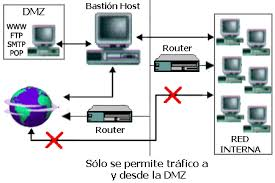 DMZ
WWW
FTP
SMTP
POP
Bastión Host
Router
Router
RED
INTERNA
Sólo se permite tráfico a
y desde la DMZ